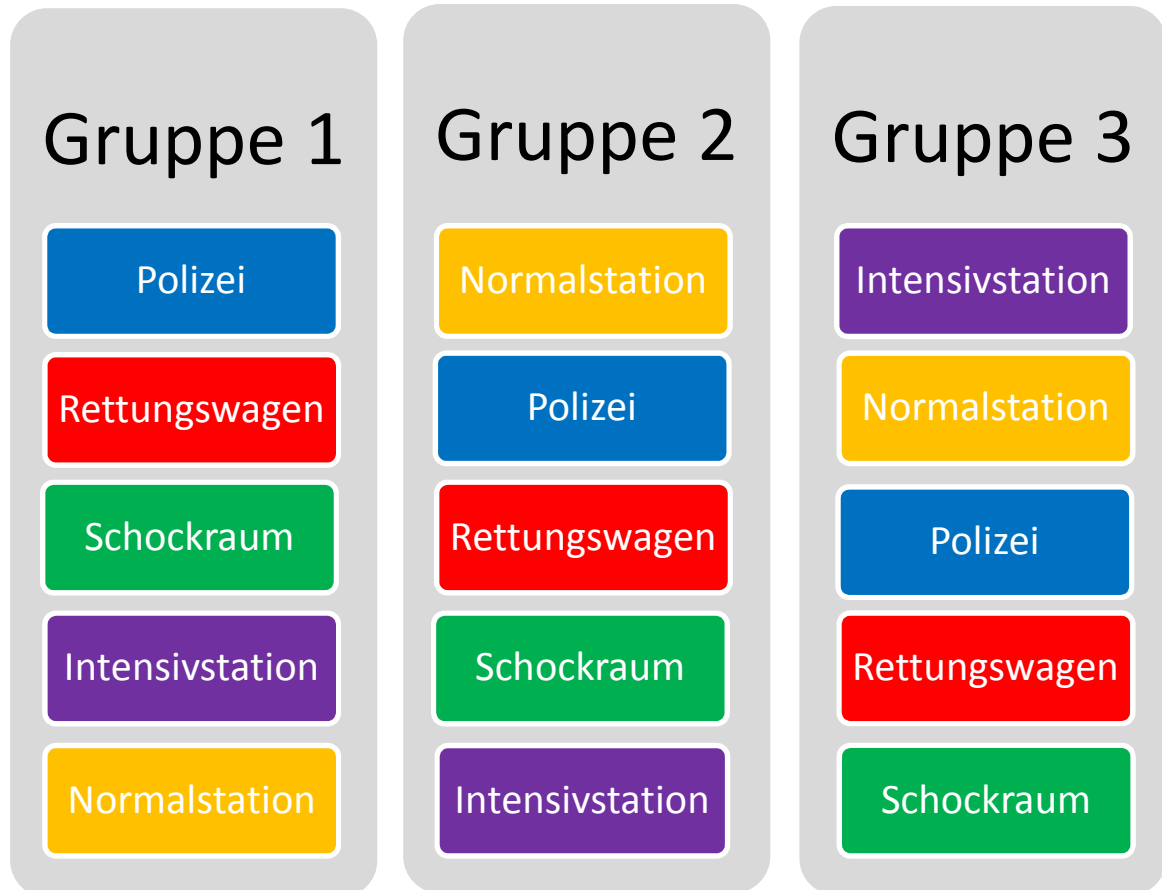 Gruppe 1
Polizei
Rettungswagen
Schockraum
Intensivstation
Normalstation
Gruppe 2
Normalstation
Polizei
Rettungswagen
Schockraum
Intensivstation
Gruppe 3
Intensivstation
Normalstation
Polizei
Rettungswagen
Schockraum